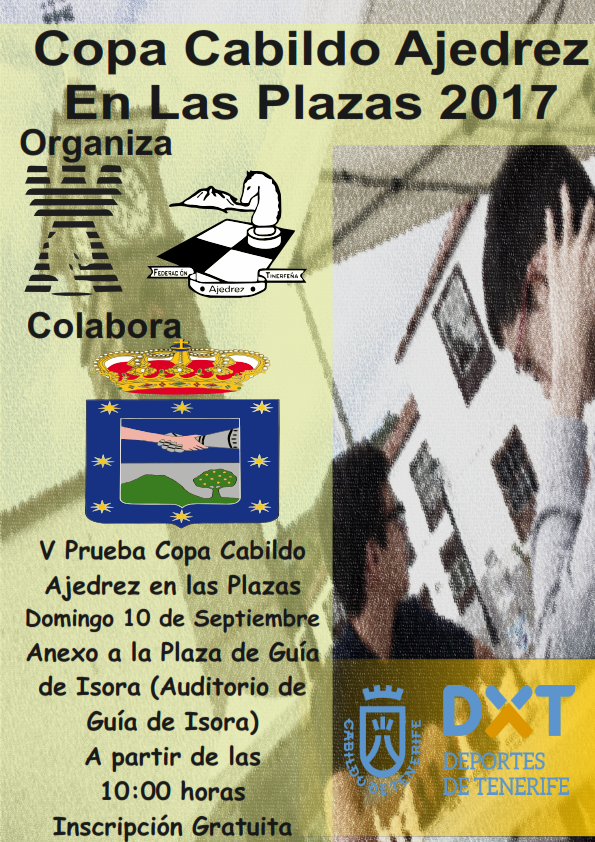 Copa Cabildo Ajedrez
En Las Plazas 2017
Organiza
FEDERACIÓN
TINERFEÑA
Ajedrez
Colabora
V Prueba Copa Cabildo
Ajedrez en las Plazas
Domingo 10 de Septiembre
Anexo a la Plaza de Guía
de Isora (Auditorio de
Guía de Isora)
A partir de las
10:00 horas
Inscripción Gratuita
CABILDO DE TENERIFE
DXT
DEPORTES
DE TENERIFE